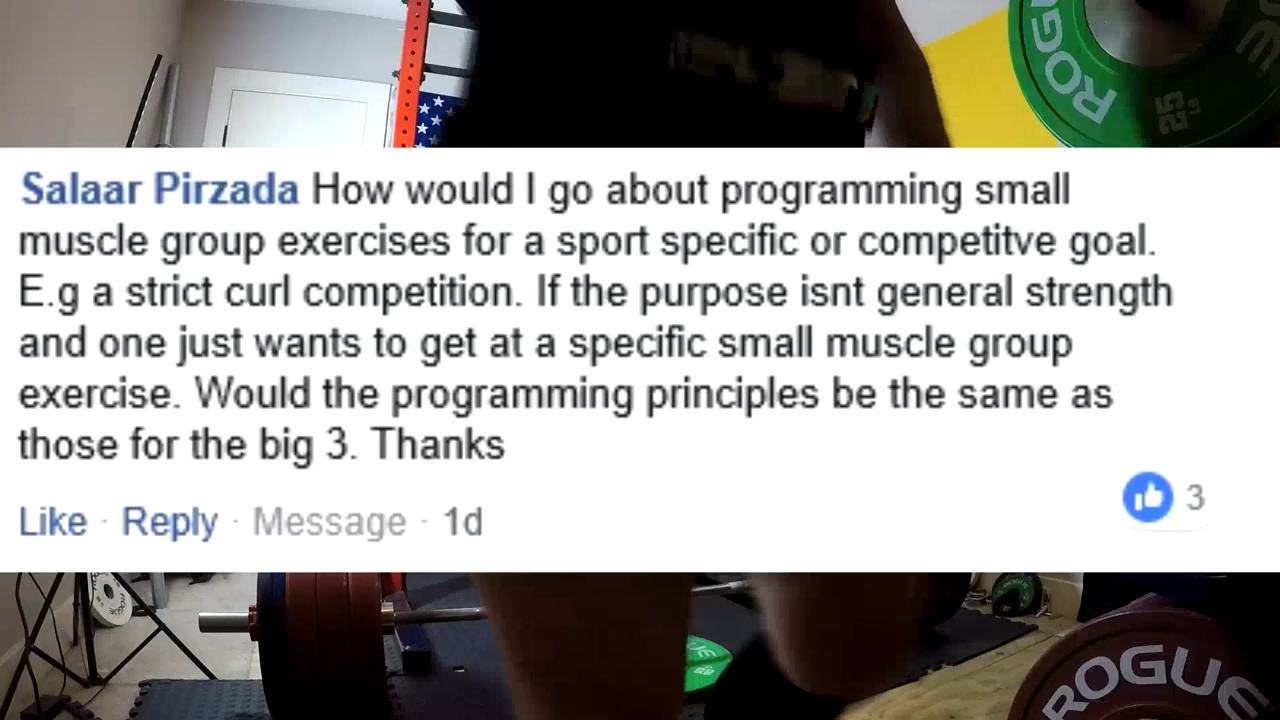 ROGUE
25
Salaar Pirzada How would I go about programming small
muscle group exercises for a sport specific or competitve goal.
E.g a strict curl competition. If the purpose isnt general strength
and one just wants to get at a specific small muscle group
exercise. Would the programming principles be the same as
those for the big 3. Thanks
Like · Reply · Message · 1d
3
ROGUE